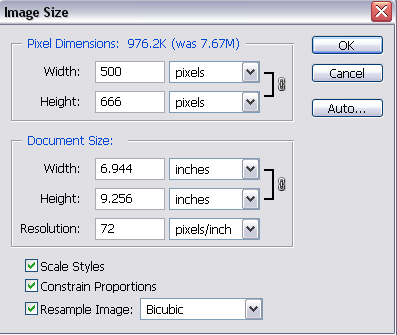 Image Size
Pixel Dimensions: 976.2K (was 7.67M)
OK
Width: 500 pixels
Cancel
Height: 666 pixels
Auto...
Document Size:
Width: 6.944 inches
Height: 9.256 inches
Resolution: 72 pixels/inch
Scale Styles
Constrain Proportions
Resample Image: Bicubic